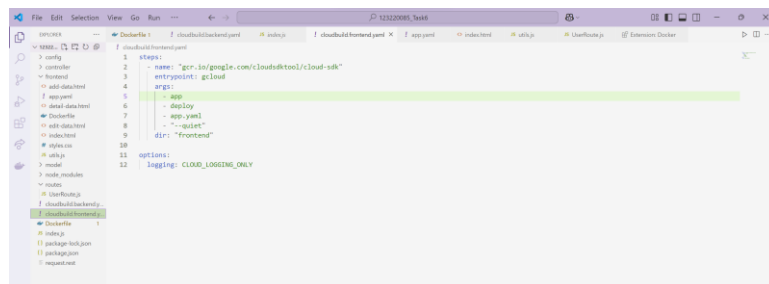 File Edit Selection View Go Run ··· 123220085_Task6
EXPLORER ···
Dockerfile 1 cloudbuild.backend.yaml index.js cloudbuild.frontend.yaml app.yaml index.html utils.js UserRoute.js Extension: Docker
cloudbuild.frontend.yaml
config
controller
frontend
add-data.html
app.yaml
detail-data.html
Dockerfile
edit-data.html
index.html
styles.css
utils.js
model
node_modules
routes
UserRoute.js
cloudbuild.backend.y...
cloudbuild.frontend.y...
Dockerfile 1
index.js
package-lock.json
package.json
request.rest
1 steps:
2 - name: "gcr.io/google.com/cloudsdktool/cloud-sdk"
3 entrypoint: gcloud
4 args:
5 - app
6 - deploy
7 - app.yaml
8 - "--quiet"
9 dir: "frontend"
10
11 options:
12 logging: CLOUD_LOGGING_ONLY